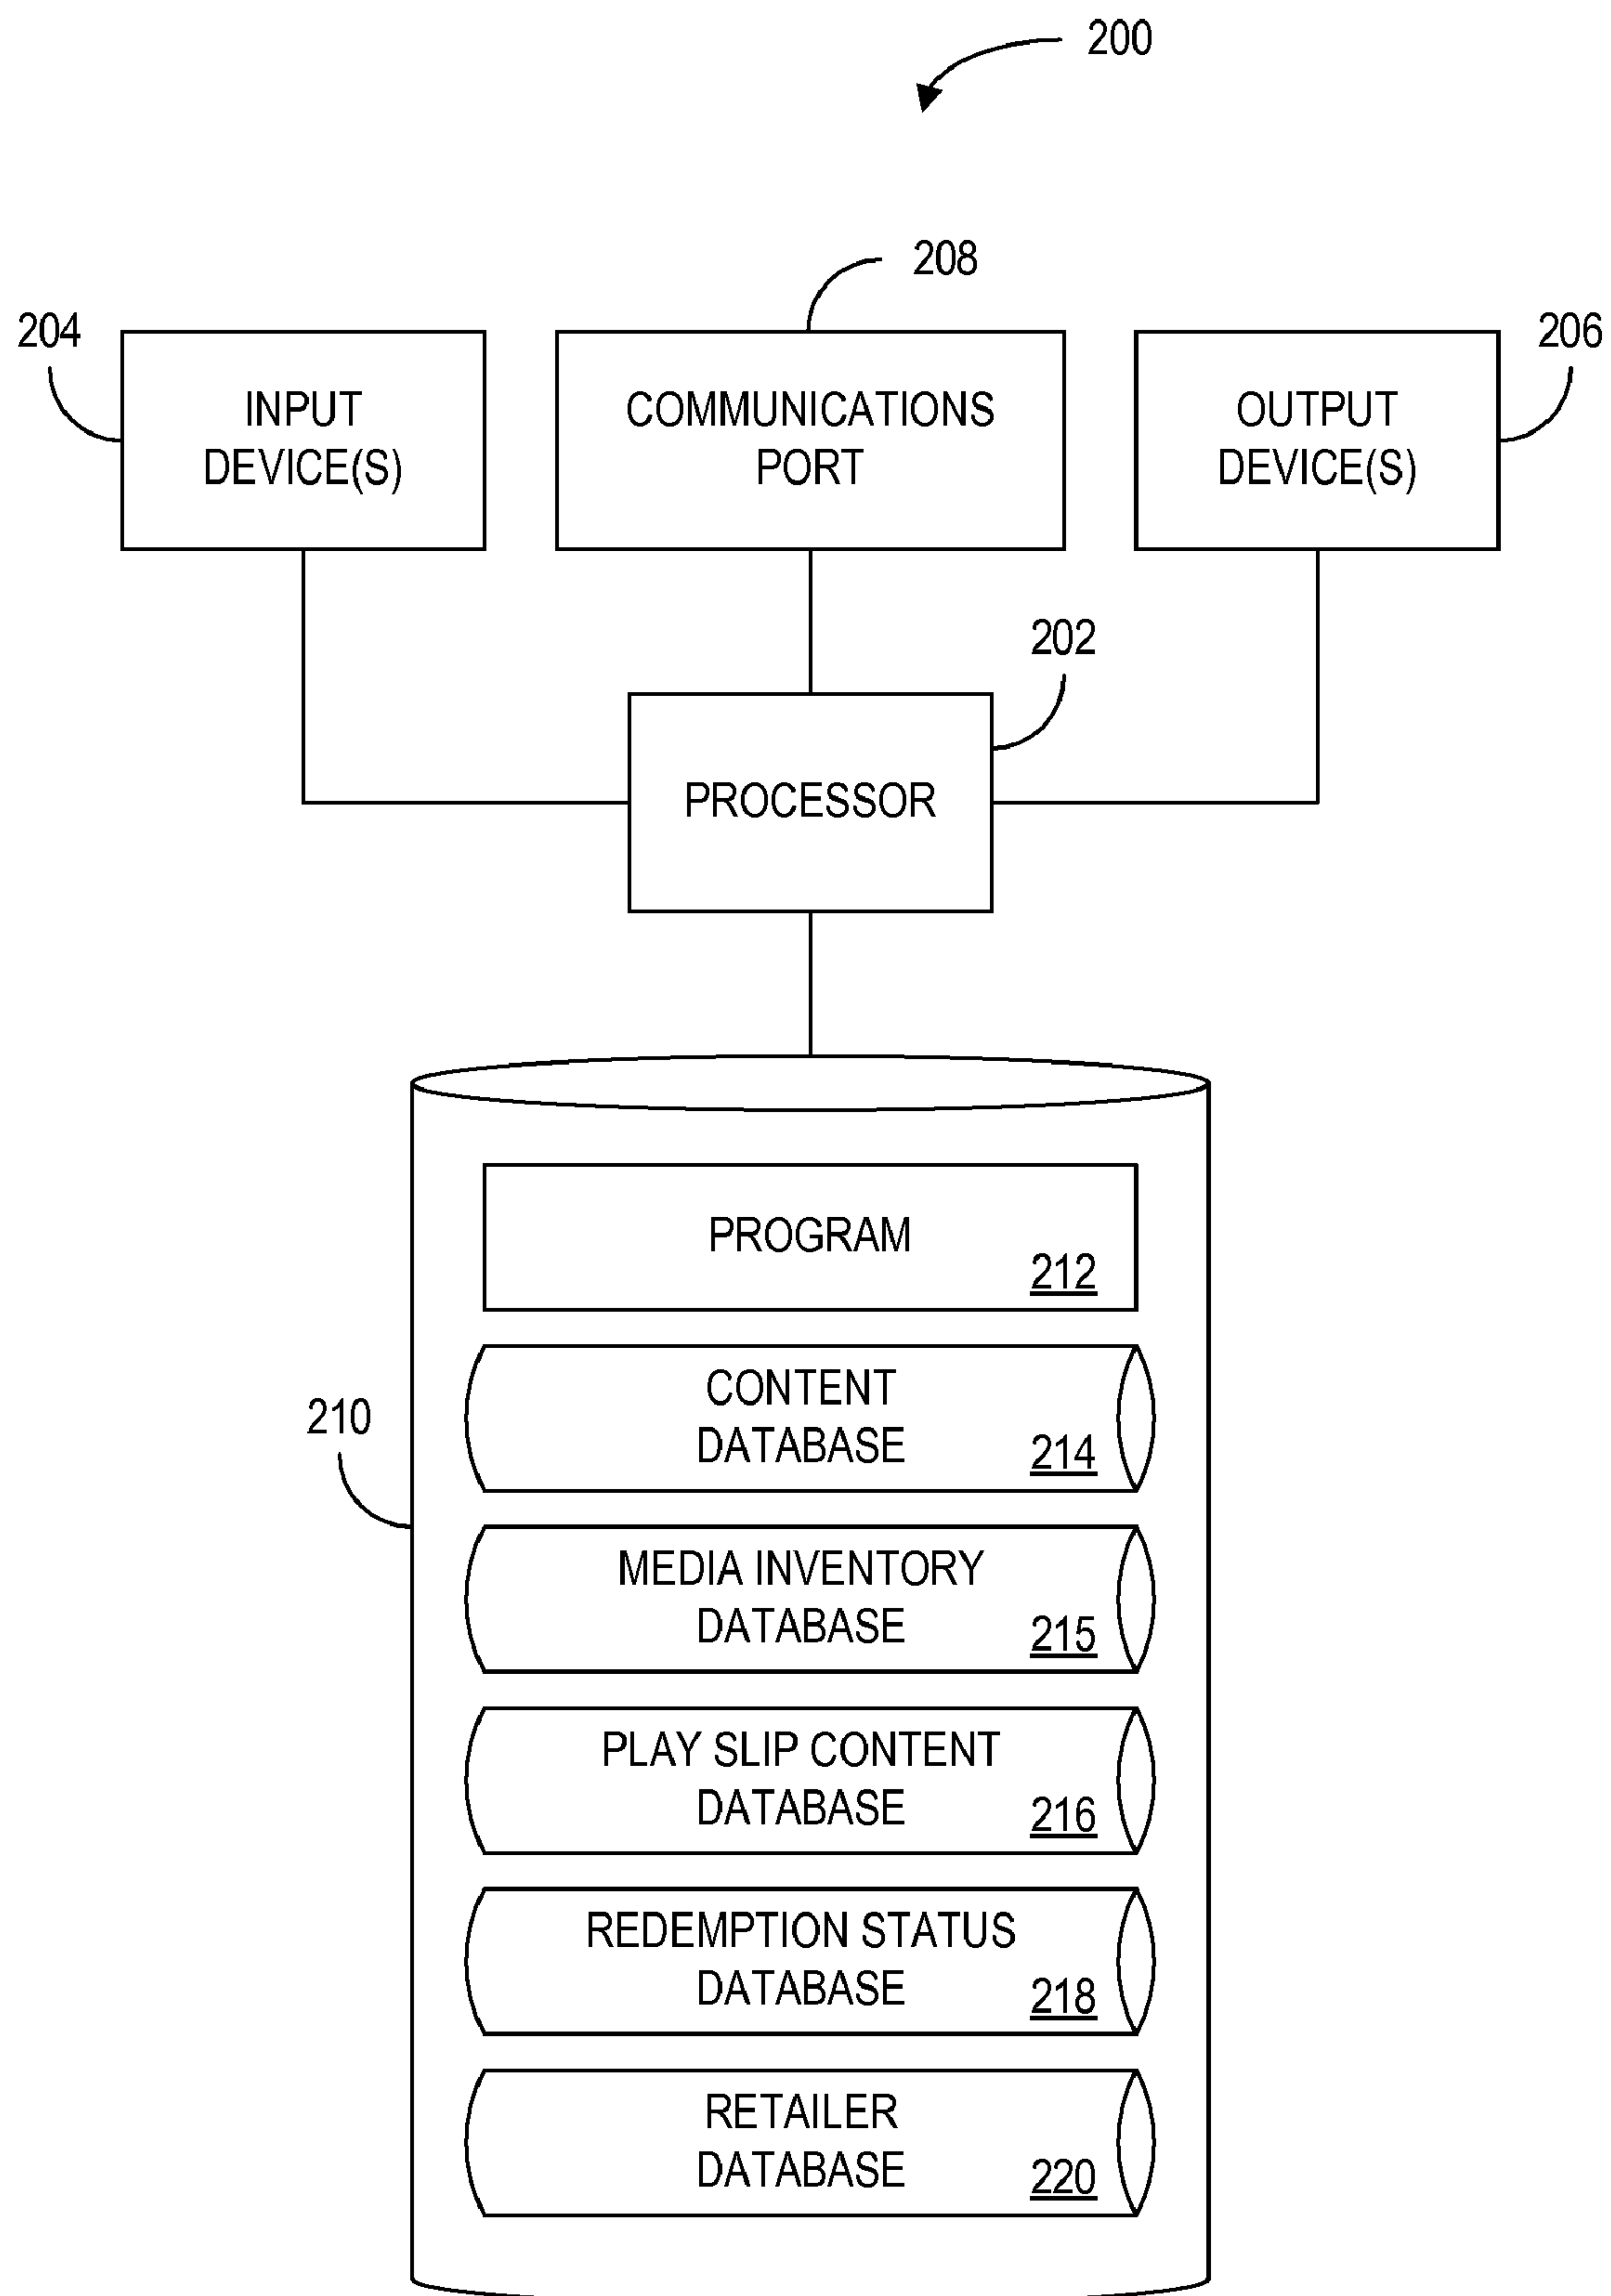 200
208
204
206
INPUT
DEVICE(S)
COMMUNICATIONS
PORT
OUTPUT
DEVICE(S)
202
PROCESSOR
PROGRAM
212
CONTENT
DATABASE
214
210
MEDIA INVENTORY
DATABASE
215
PLAY SLIP CONTENT
DATABASE
216
REDEMPTION STATUS
DATABASE
218
RETAILER
DATABASE
220